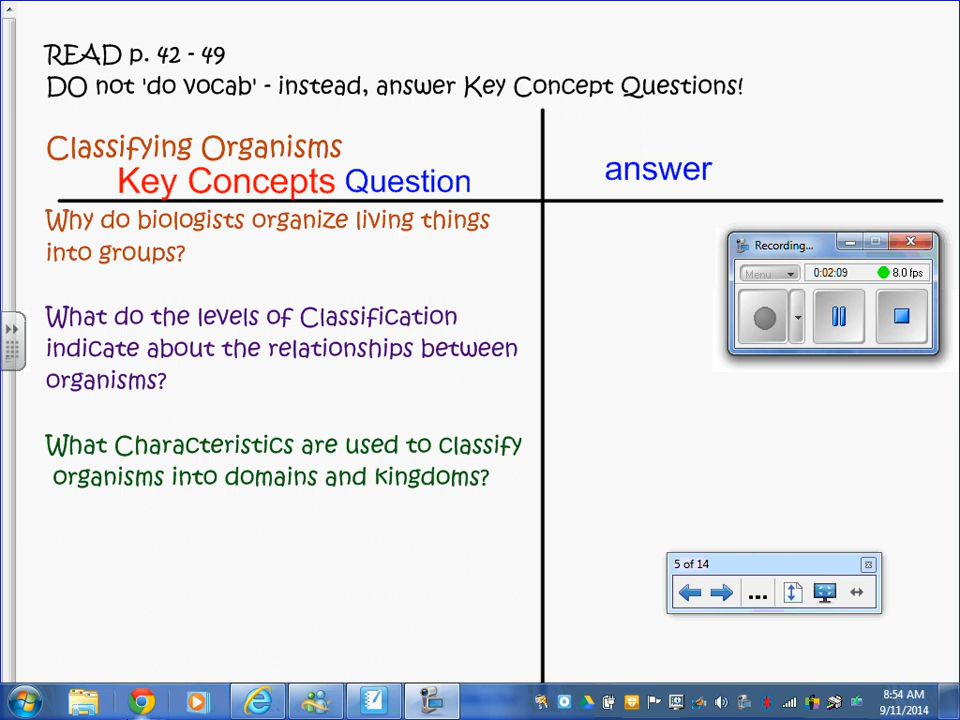 READ p. 42 - 49
DO not 'do vocab' - instead, answer Key Concept Questions!
Classifying Organisms
Key Concepts Question
answer
Why do biologists organize living things
into groups?
What do the levels of Classification
indicate about the relationships between
organisms?
What Characteristics are used to classify
organisms into domains and kingdoms?
Recording...
Menu
0:02:09
8.0 fps
5 of 14
...
8:54 AM
9/11/2014